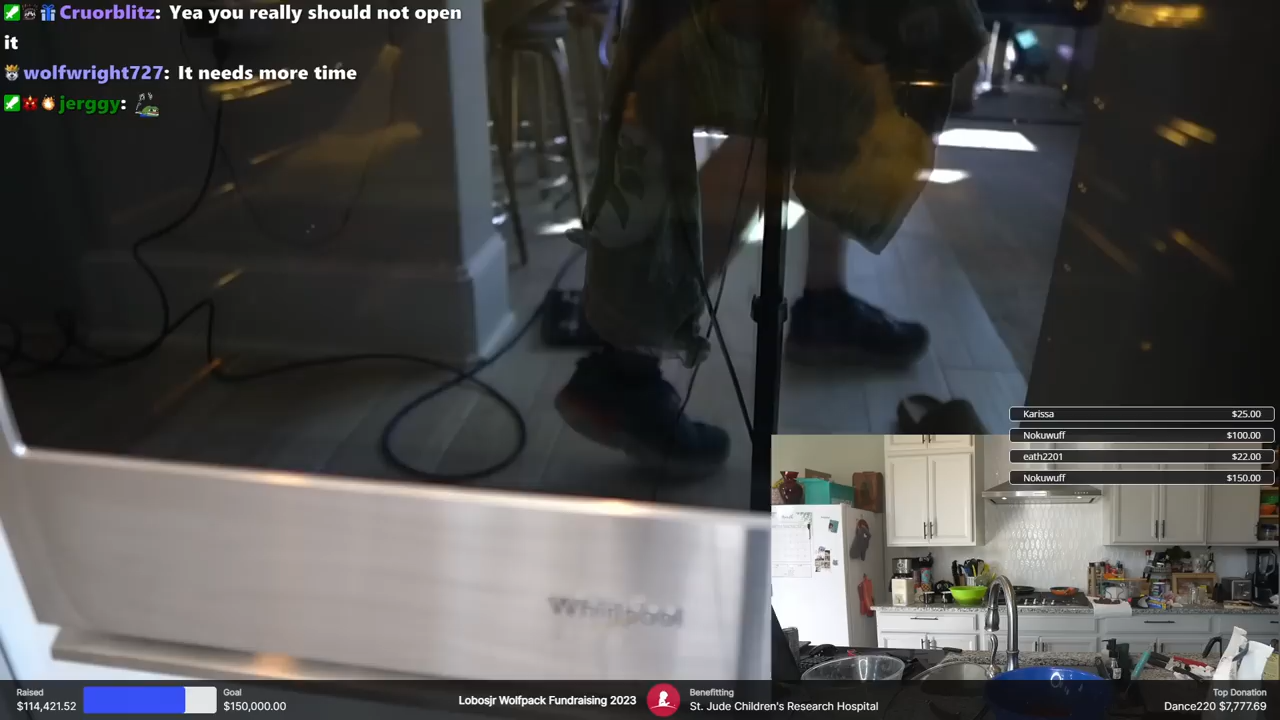 Cruorblitz: Yea you really should not open
it
wolfwright727: It needs more time
jerggy:
Karissa $25.00
Nokuwuff $100.00
eath2201 $22.00
Nokuwuff $150.00
Whirlpool
Raised
$114,421.52
Goal
$150,000.00
Lobosjr Wolfpack Fundraising 2023
Benefitting
St. Jude Children's Research Hospital
Top Donation
Dance220 $7,777.69